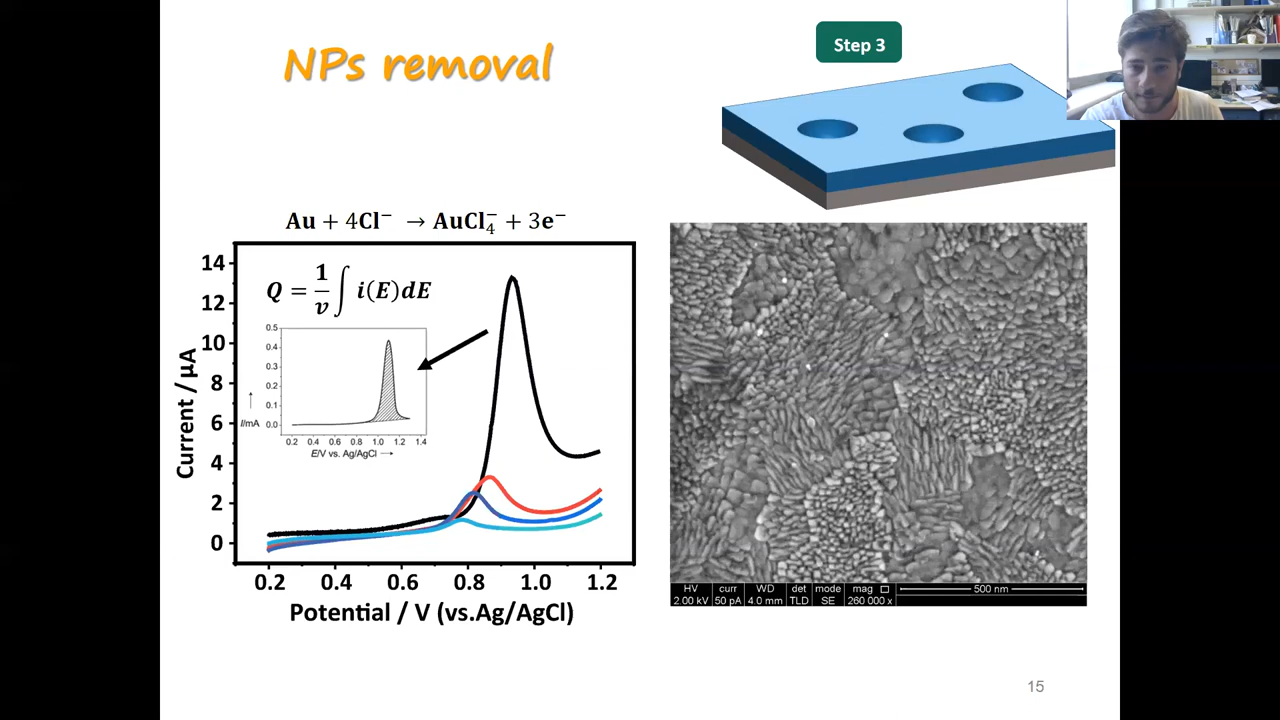 NPs removal
Step 3
Au + 4Cl⁻ → AuCl₄⁻ + 3e⁻
Q = 1/v ∫ i(E)dE
14
12
10
8
6
4
2
0
Current / µA
0.2 0.4 0.6 0.8 1.0 1.2
Potential / V (vs.Ag/AgCl)
0.5
0.4
0.3
0.2
0.1
0.0
I/mA →
0.2 0.4 0.6 0.8 1.0 1.2 1.4
E/V vs. Ag/AgCl →
HV curr WD det mode mag □
2.00 kV 50 pA 4.0 mm TLD SE 260 000 x
500 nm
15